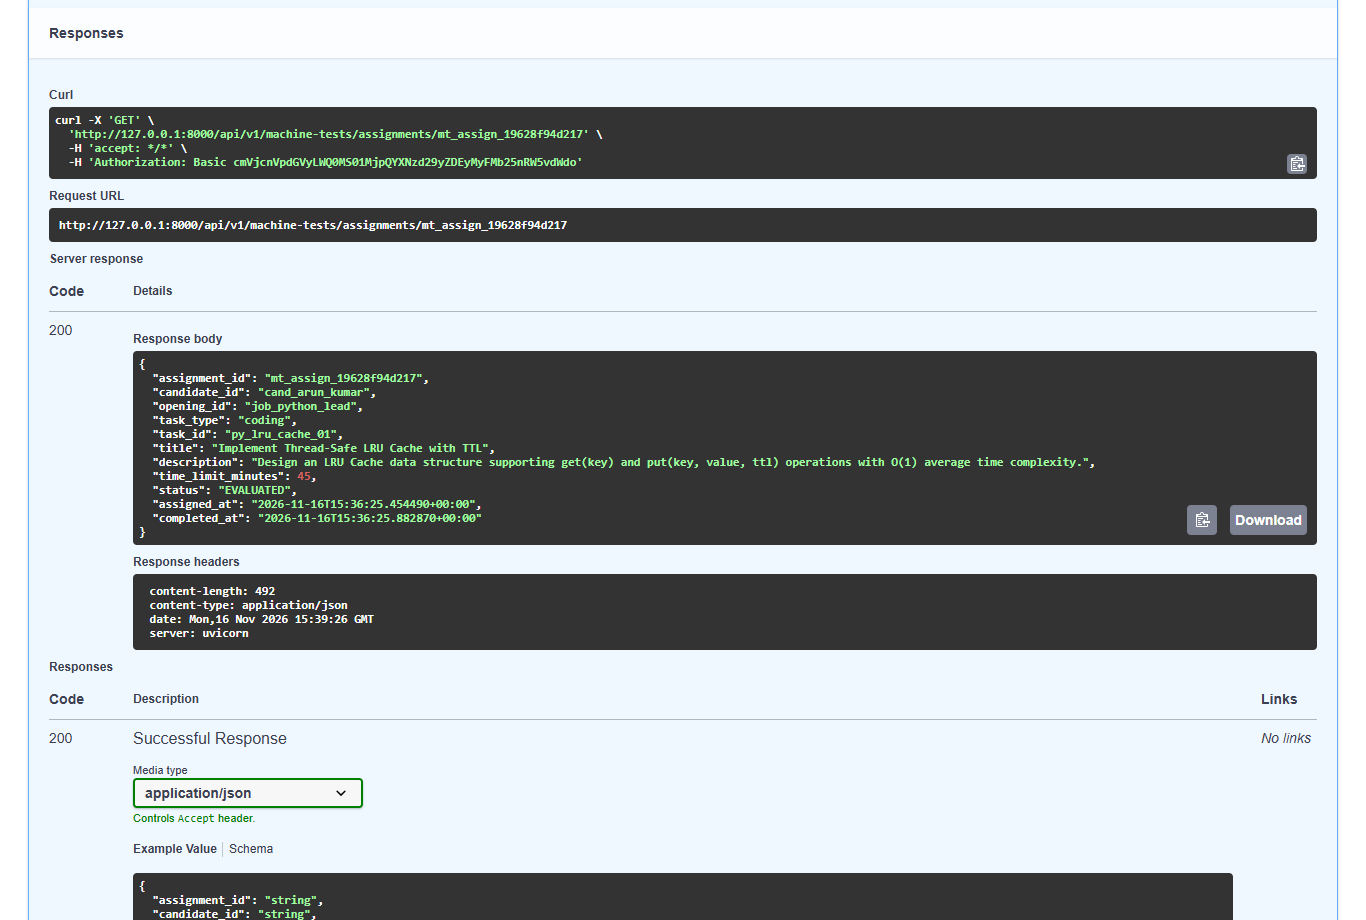 Responses
Curl
curl -X 'GET' \
  'http://127.0.0.1:8000/api/v1/machine-tests/assignments/mt_assign_19628f94d217' \
  -H 'accept: */*' \
  -H 'Authorization: Basic cmVjcnVpdGVyLWQ0MS01MjpQYXNzd29yZDEyMyFMb25nRW5vdWdo'
Request URL
http://127.0.0.1:8000/api/v1/machine-tests/assignments/mt_assign_19628f94d217
Server response
Code Details
200
Response body
{
  "assignment_id": "mt_assign_19628f94d217",
  "candidate_id": "cand_arun_kumar",
  "opening_id": "job_python_lead",
  "task_type": "coding",
  "task_id": "py_lru_cache_01",
  "title": "Implement Thread-Safe LRU Cache with TTL",
  "description": "Design an LRU Cache data structure supporting get(key) and put(key, value, ttl) operations with O(1) average time complexity.",
  "time_limit_minutes": 45,
  "status": "EVALUATED",
  "assigned_at": "2026-11-16T15:36:25.454490+00:00",
  "completed_at": "2026-11-16T15:36:25.882870+00:00"
}
Download
Response headers
content-length: 492
content-type: application/json
date: Mon,16 Nov 2026 15:39:26 GMT
server: uvicorn
Responses
Code Description Links
200 Successful Response No links
Media type
application/json
Controls Accept header.
Example Value Schema
{
  "assignment_id": "string",
  "candidate_id": "string",